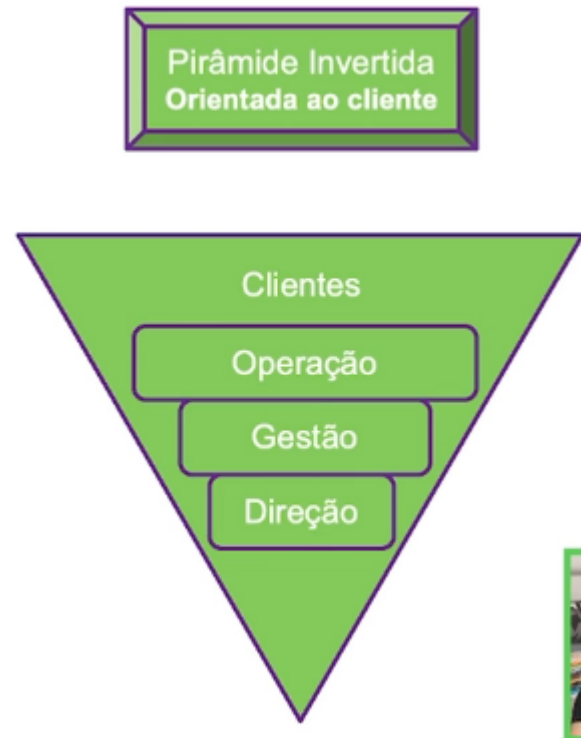 Pirâmide Invertida
Orientada ao cliente
Clientes
Operação
Gestão
Direção